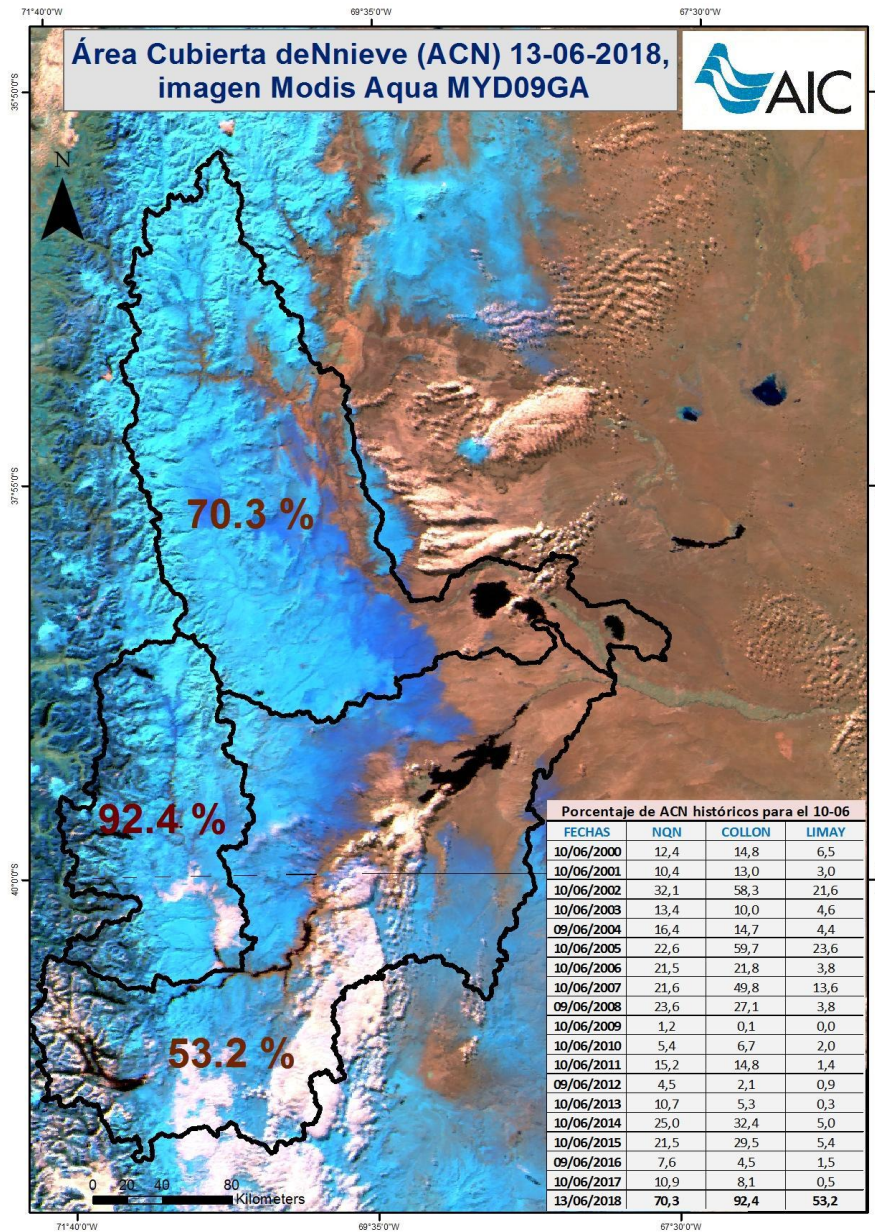 71°40'0"W 69°35'0"W 67°30'0"W
Área Cubierta deNnieve (ACN) 13-06-2018,
imagen Modis Aqua MYD09GA
AIC
35°50'0"S
N
37°55'0"S
70.3 %
92.4 %
40°0'0"S
53.2 %
Porcentaje de ACN históricos para el 10-06
FECHAS NQN COLLON LIMAY
10/06/2000 12,4 14,8 6,5
10/06/2001 10,4 13,0 3,0
10/06/2002 32,1 58,3 21,6
10/06/2003 13,4 10,0 4,6
09/06/2004 16,4 14,7 4,4
10/06/2005 22,6 59,7 23,6
10/06/2006 21,5 21,8 3,8
10/06/2007 21,6 49,8 13,6
09/06/2008 23,6 27,1 3,8
10/06/2009 1,2 0,1 0,0
10/06/2010 5,4 6,7 2,0
10/06/2011 15,2 14,8 1,4
09/06/2012 4,5 2,1 0,9
10/06/2013 10,7 5,3 0,3
10/06/2014 25,0 32,4 5,0
10/06/2015 21,5 29,5 5,4
09/06/2016 7,6 4,5 1,5
10/06/2017 10,9 8,1 0,5
13/06/2018 70,3 92,4 53,2
0 20 40 80
Kilometers
71°40'0"W 69°35'0"W 67°30'0"W